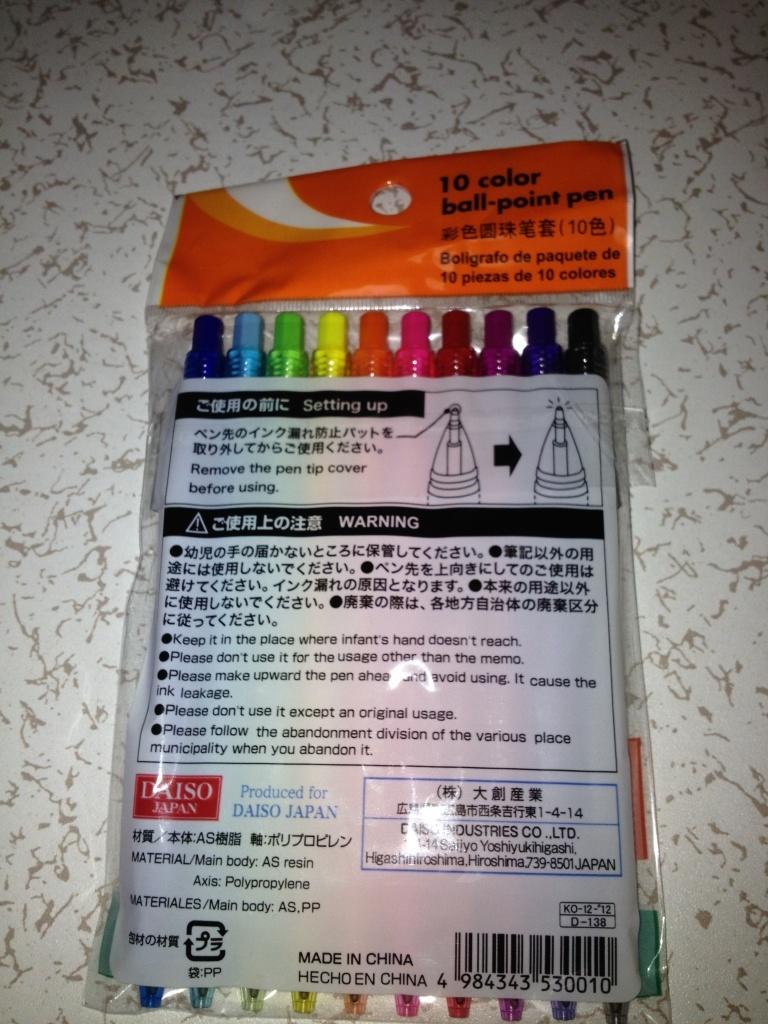 10 color
ball-point pen
彩色圆珠笔套(10色)
Boligrafo de paquete de
10 piezas de 10 colores
ご使用の前に Setting up
ペン先のインク漏れ防止パットを
取り外してからご使用ください。
Remove the pen tip cover
before using.
ご使用上の注意 WARNING
●幼児の手の届かないところに保管してください。●筆記以外の用
途には使用しないでください。●ペン先を上向きにしてのご使用は
避けてください。インク漏れの原因となります。●本来の用途以外
に使用しないでください。●廃棄の際は、各地方自治体の廃棄区分
に従ってください。
●Keep it in the place where infant's hand doesn't reach.
●Please don't use it for the usage other than the memo.
●Please make upward the pen ahead and avoid using. It cause the
ink leakage.
●Please don't use it except an original usage.
●Please follow the abandonment division of the various place
municipality when you abandon it.
DAISO
JAPAN
Produced for
DAISO JAPAN
(株)大創産業
広島市西条吉行東1-4-14
DAISO INDUSTRIES CO.,LTD.
1-14 Saijyo Yoshiyukihigashi,
Higashihiroshima,Hiroshima,739-8501JAPAN
材質/本体:AS樹脂 軸:ポリプロピレン
MATERIAL/Main body: AS resin
Axis: Polypropylene
MATERIALES/Main body: AS,PP
包材の材質
プラ
袋:PP
KO-12-'12
D-138
MADE IN CHINA
HECHO EN CHINA
4 984343 530010